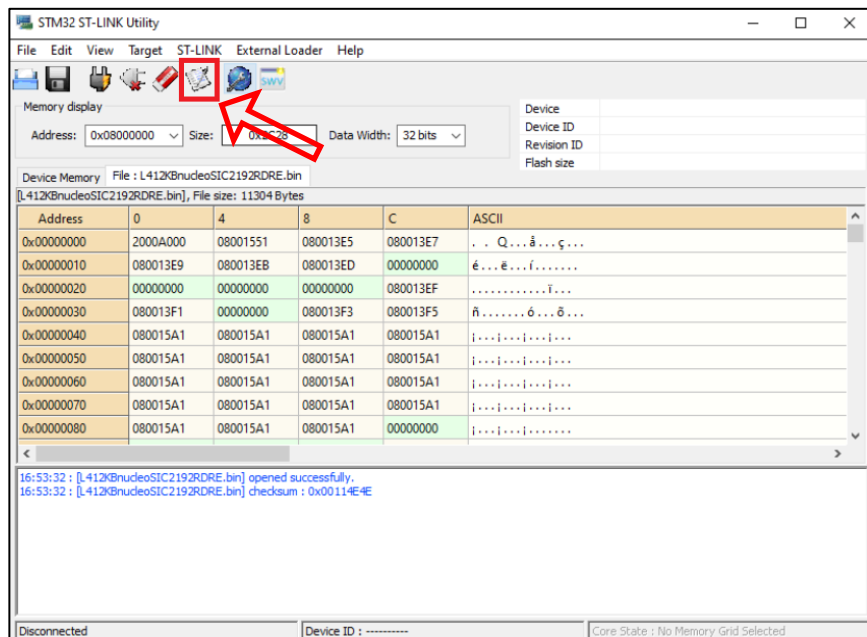 STM32 ST-LINK Utility
File Edit View Target ST-LINK External Loader Help
SWV
Memory display
Address: 0x08000000 Size: 0x2C28 Data Width: 32 bits
Device
Device ID
Revision ID
Flash size
Device Memory File : L412KBnucleoSIC2192RDRE.bin
[L412KBnucleoSIC2192RDRE.bin], File size: 11304 Bytes
Address 0 4 8 C ASCII
0x00000000 2000A000 08001551 080013E5 080013E7 . . Q...å...ç...
0x00000010 080013E9 080013EB 080013ED 00000000 é...ë...í.......
0x00000020 00000000 00000000 00000000 080013EF ............ï...
0x00000030 080013F1 00000000 080013F3 080013F5 ñ.......ó...õ...
0x00000040 080015A1 080015A1 080015A1 080015A1 ¡...¡...¡...¡...
0x00000050 080015A1 080015A1 080015A1 080015A1 ¡...¡...¡...¡...
0x00000060 080015A1 080015A1 080015A1 080015A1 ¡...¡...¡...¡...
0x00000070 080015A1 080015A1 080015A1 080015A1 ¡...¡...¡...¡...
0x00000080 080015A1 080015A1 080015A1 00000000 ¡...¡...¡.......
16:53:32 : [L412KBnucleoSIC2192RDRE.bin] opened successfully.
16:53:32 : [L412KBnucleoSIC2192RDRE.bin] checksum : 0x00114E4E
Disconnected Device ID : ---------- Core State : No Memory Grid Selected